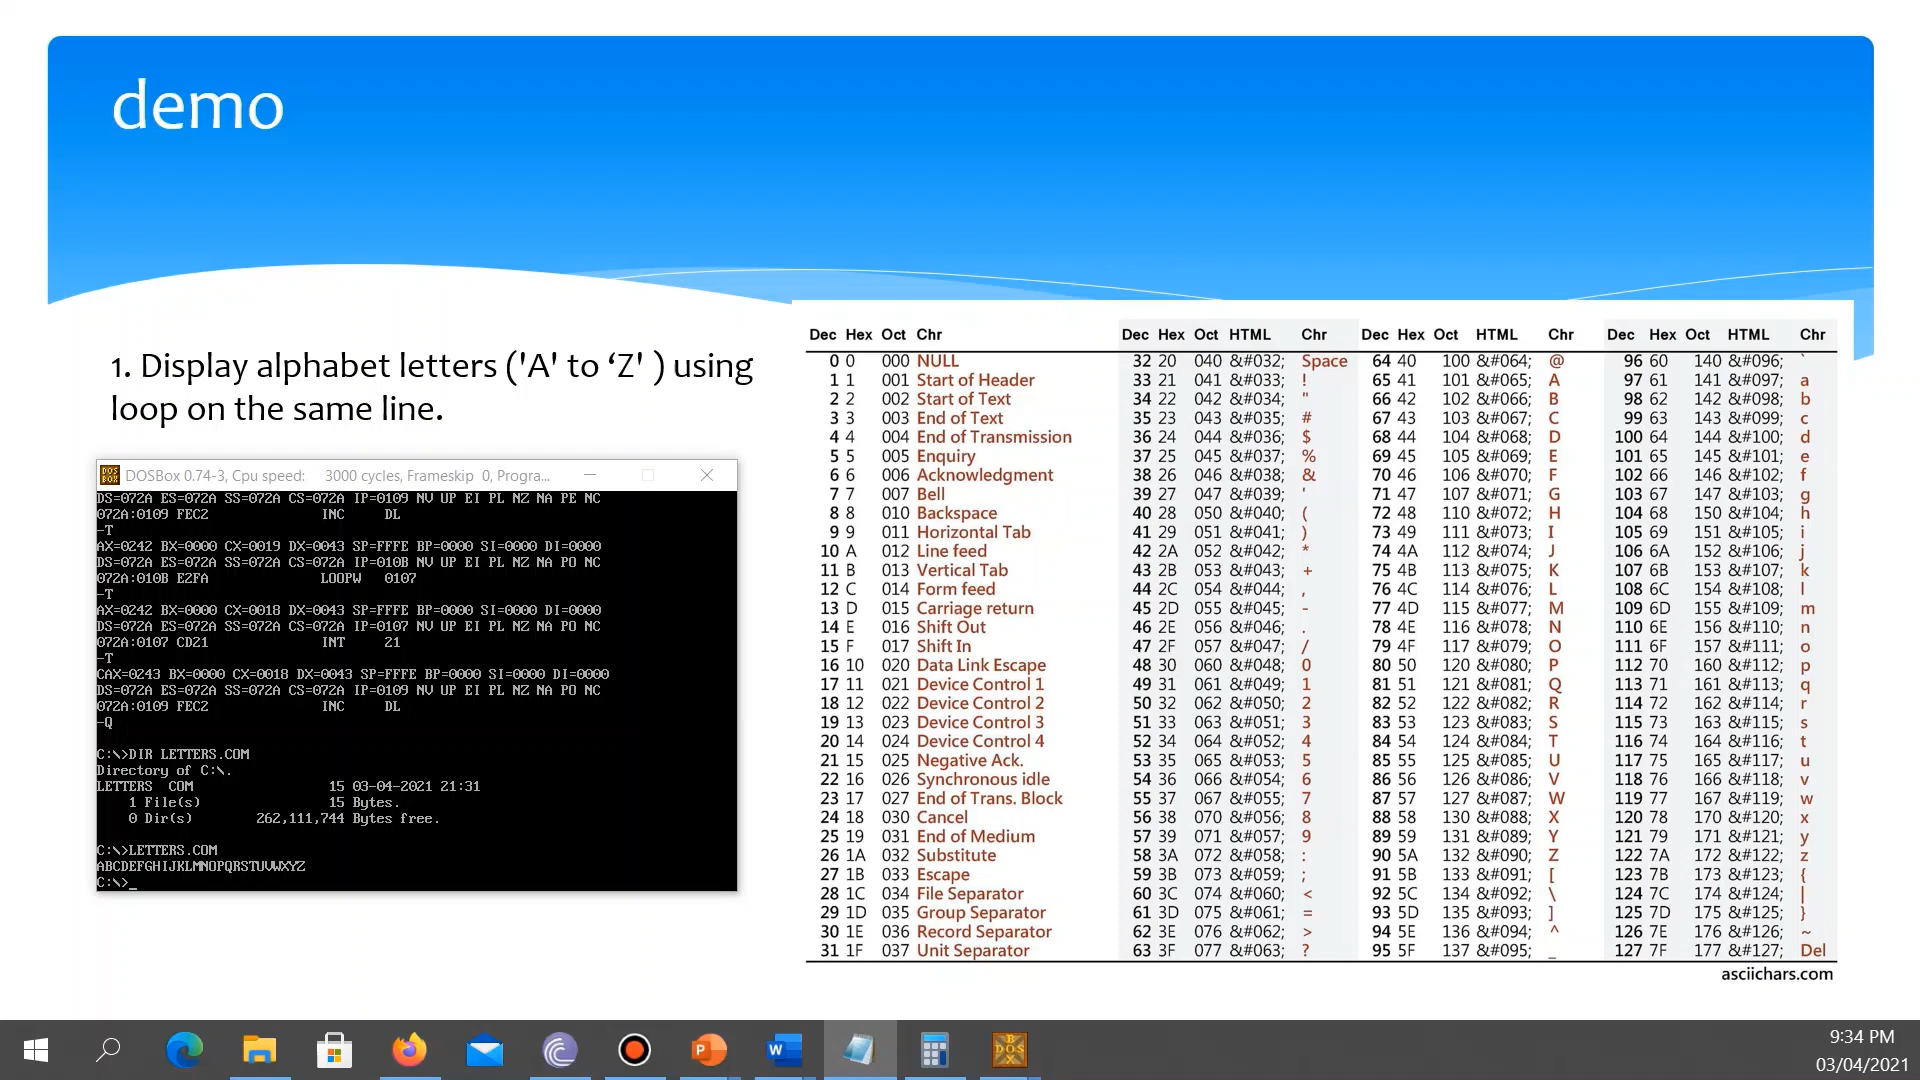 demo
1. Display alphabet letters ('A' to ‘Z' ) using
loop on the same line.
DOSBox 0.74-3, Cpu speed: 3000 cycles, Frameskip 0, Progra...
DS=072A ES=072A SS=072A CS=072A IP=0109 NV UP EI PL NZ NA PE NC
072A:0109 FEC2 INC DL
-T
AX=0242 BX=0000 CX=0019 DX=0043 SP=FFFE BP=0000 SI=0000 DI=0000
DS=072A ES=072A SS=072A CS=072A IP=010B NV UP EI PL NZ NA PO NC
072A:010B E2FA LOOPW 0107
-T
AX=0242 BX=0000 CX=0018 DX=0043 SP=FFFE BP=0000 SI=0000 DI=0000
DS=072A ES=072A SS=072A CS=072A IP=0107 NV UP EI PL NZ NA PO NC
072A:0107 CD21 INT 21
-T
CAX=0243 BX=0000 CX=0018 DX=0043 SP=FFFE BP=0000 SI=0000 DI=0000
DS=072A ES=072A SS=072A CS=072A IP=0109 NV UP EI PL NZ NA PO NC
072A:0109 FEC2 INC DL
-Q
C:\>DIR LETTERS.COM
Directory of C:\.
LETTERS COM 15 03-04-2021 21:31
1 File(s) 15 Bytes.
0 Dir(s) 262,111,744 Bytes free.
C:\>LETTERS.COM
ABCDEFGHIJKLMNOPQRSTUVWXYZ
C:\>_
Dec Hex Oct Chr Dec Hex Oct HTML Chr Dec Hex Oct HTML Chr Dec Hex Oct HTML Chr
0 0 000 NULL 32 20 040 &#032; Space 64 40 100 &#064; @ 96 60 140 &#096; `
1 1 001 Start of Header 33 21 041 &#033; ! 65 41 101 &#065; A 97 61 141 &#097; a
2 2 002 Start of Text 34 22 042 &#034; " 66 42 102 &#066; B 98 62 142 &#098; b
3 3 003 End of Text 35 23 043 &#035; # 67 43 103 &#067; C 99 63 143 &#099; c
4 4 004 End of Transmission 36 24 044 &#036; $ 68 44 104 &#068; D 100 64 144 &#100; d
5 5 005 Enquiry 37 25 045 &#037; % 69 45 105 &#069; E 101 65 145 &#101; e
6 6 006 Acknowledgment 38 26 046 &#038; & 70 46 106 &#070; F 102 66 146 &#102; f
7 7 007 Bell 39 27 047 &#039; ' 71 47 107 &#071; G 103 67 147 &#103; g
8 8 010 Backspace 40 28 050 &#040; ( 72 48 110 &#072; H 104 68 150 &#104; h
9 9 011 Horizontal Tab 41 29 051 &#041; ) 73 49 111 &#073; I 105 69 151 &#105; i
10 A 012 Line feed 42 2A 052 &#042; * 74 4A 112 &#074; J 106 6A 152 &#106; j
11 B 013 Vertical Tab 43 2B 053 &#043; + 75 4B 113 &#075; K 107 6B 153 &#107; k
12 C 014 Form feed 44 2C 054 &#044; , 76 4C 114 &#076; L 108 6C 154 &#108; l
13 D 015 Carriage return 45 2D 055 &#045; - 77 4D 115 &#077; M 109 6D 155 &#109; m
14 E 016 Shift Out 46 2E 056 &#046; . 78 4E 116 &#078; N 110 6E 156 &#110; n
15 F 017 Shift In 47 2F 057 &#047; / 79 4F 117 &#079; O 111 6F 157 &#111; o
16 10 020 Data Link Escape 48 30 060 &#048; 0 80 50 120 &#080; P 112 70 160 &#112; p
17 11 021 Device Control 1 49 31 061 &#049; 1 81 51 121 &#081; Q 113 71 161 &#113; q
18 12 022 Device Control 2 50 32 062 &#050; 2 82 52 122 &#082; R 114 72 162 &#114; r
19 13 023 Device Control 3 51 33 063 &#051; 3 83 53 123 &#083; S 115 73 163 &#115; s
20 14 024 Device Control 4 52 34 064 &#052; 4 84 54 124 &#084; T 116 74 164 &#116; t
21 15 025 Negative Ack. 53 35 065 &#053; 5 85 55 125 &#085; U 117 75 165 &#117; u
22 16 026 Synchronous idle 54 36 066 &#054; 6 86 56 126 &#086; V 118 76 166 &#118; v
23 17 027 End of Trans. Block 55 37 067 &#055; 7 87 57 127 &#087; W 119 77 167 &#119; w
24 18 030 Cancel 56 38 070 &#056; 8 88 58 130 &#088; X 120 78 170 &#120; x
25 19 031 End of Medium 57 39 071 &#057; 9 89 59 131 &#089; Y 121 79 171 &#121; y
26 1A 032 Substitute 58 3A 072 &#058; : 90 5A 132 &#090; Z 122 7A 172 &#122; z
27 1B 033 Escape 59 3B 073 &#059; ; 91 5B 133 &#091; [ 123 7B 173 &#123; {
28 1C 034 File Separator 60 3C 074 &#060; < 92 5C 134 &#092; \ 124 7C 174 &#124; |
29 1D 035 Group Separator 61 3D 075 &#061; = 93 5D 135 &#093; ] 125 7D 175 &#125; }
30 1E 036 Record Separator 62 3E 076 &#062; > 94 5E 136 &#094; ^ 126 7E 176 &#126; ~
31 1F 037 Unit Separator 63 3F 077 &#063; ? 95 5F 137 &#095; _ 127 7F 177 &#127; Del
asciichars.com
9:34 PM
03/04/2021